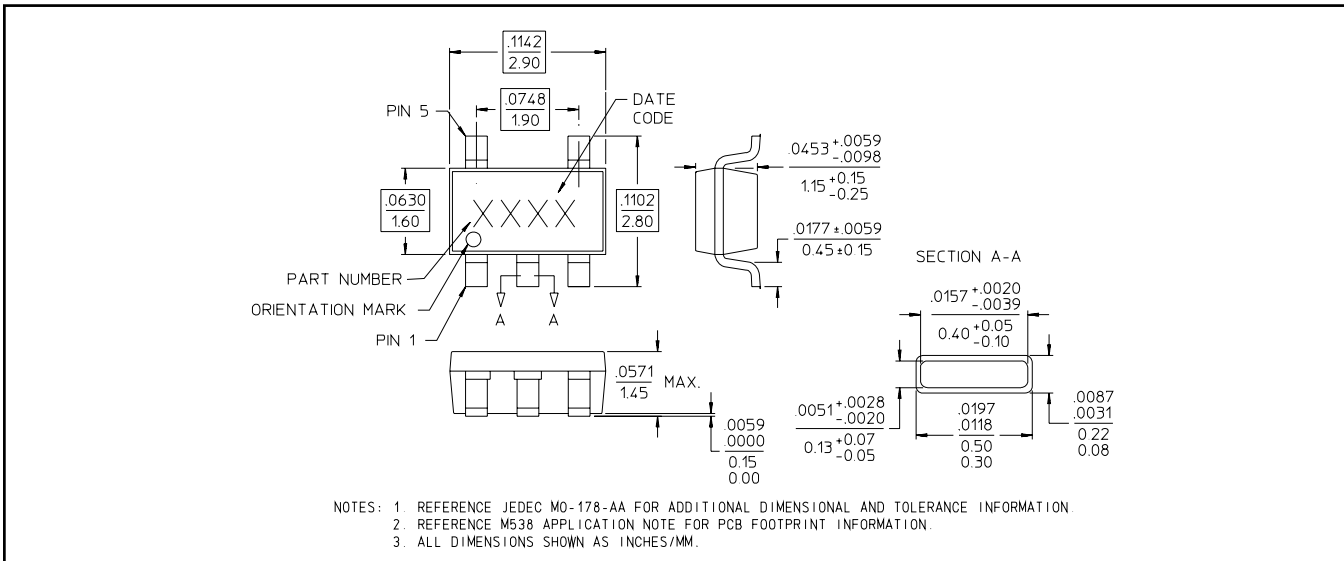 .1142
2.90
.0748
1.90
PIN 5
DATE
CODE
.0630
1.60
XXXX
.1102
2.80
PART NUMBER
ORIENTATION MARK
PIN 1
A A
.0453 +.0059
-.0098
1.15 +0.15
-0.25
.0177 ±.0059
0.45 ±0.15
SECTION A-A
.0157 +.0020
-.0039
0.40 +0.05
-0.10
.0571
1.45
MAX.
.0059
.0000
0.15
0.00
.0051 +.0028
-.0020
0.13 +0.07
-0.05
.0197
.0118
0.50
0.30
.0087
.0031
0.22
0.08
NOTES: 1. REFERENCE JEDEC MO-178-AA FOR ADDITIONAL DIMENSIONAL AND TOLERANCE INFORMATION.
2. REFERENCE M538 APPLICATION NOTE FOR PCB FOOTPRINT INFORMATION.
3. ALL DIMENSIONS SHOWN AS INCHES/MM.